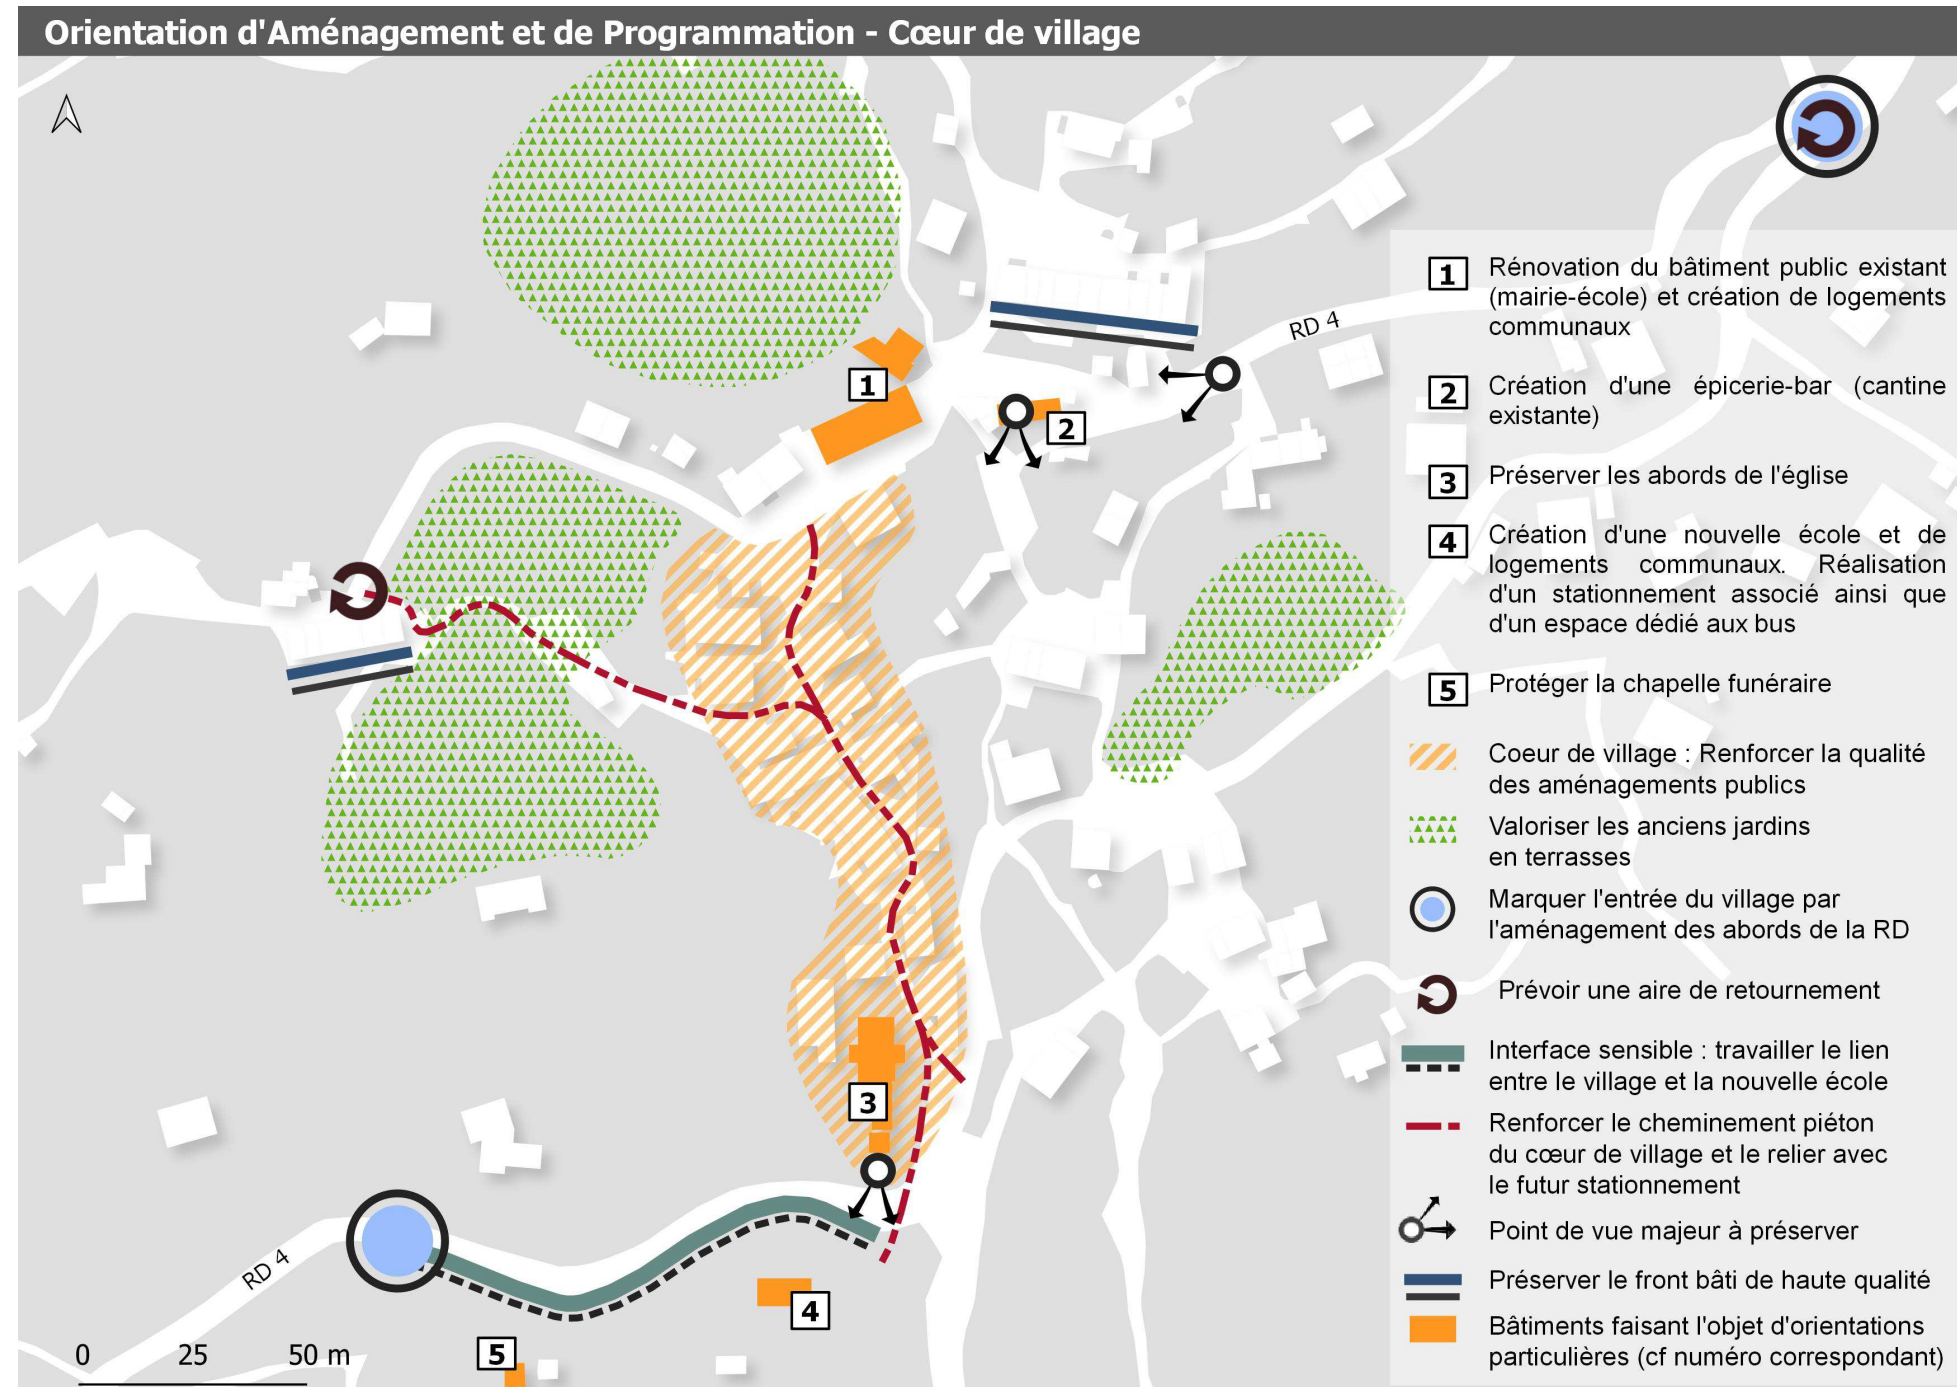 Orientation d'Aménagement et de Programmation - Cœur de village
1
Rénovation du bâtiment public existant
(mairie-école) et création de logements
communaux
2
Création d'une épicerie-bar (cantine
existante)
3
Préserver les abords de l'église
4
Création d'une nouvelle école et de
logements communaux. Réalisation
d'un stationnement associé ainsi que
d'un espace dédié aux bus
5
Protéger la chapelle funéraire
Coeur de village : Renforcer la qualité
des aménagements publics
Valoriser les anciens jardins
en terrasses
Marquer l'entrée du village par
l'aménagement des abords de la RD
Prévoir une aire de retournement
Interface sensible : travailler le lien
entre le village et la nouvelle école
Renforcer le cheminement piéton
du cœur de village et le relier avec
le futur stationnement
Point de vue majeur à préserver
Préserver le front bâti de haute qualité
Bâtiments faisant l'objet d'orientations
particulières (cf numéro correspondant)
RD 4
1
2
3
RD 4
4
5
0 25 50 m